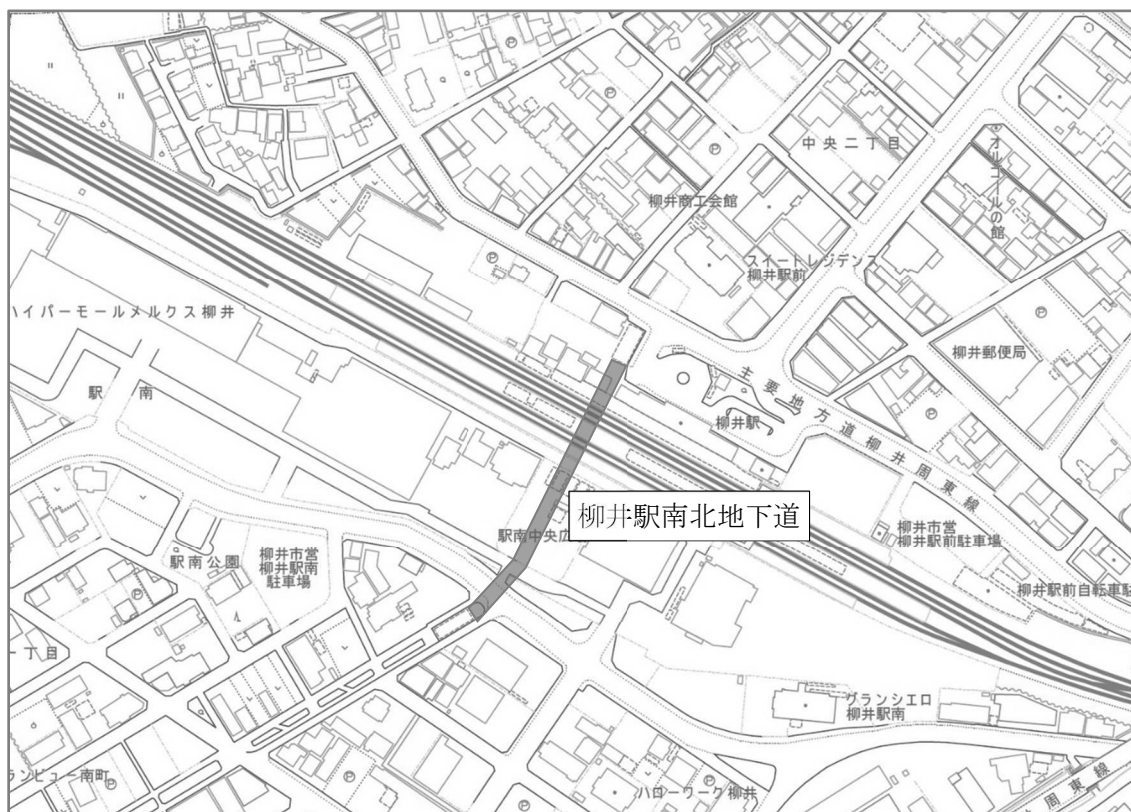 中央二丁目
オルゴールの館
柳井商工会館
スイートレジデンス
柳井駅前
ハイパーモールメルクス柳井
柳井郵便局
主要地方道柳井周東線
駅南
柳井駅
柳井駅南北地下道
駅南中央広
柳井市営
柳井駅前駐車場
駅南公園
柳井市営
柳井駅南
駐車場
柳井駅前自転車駐
一丁目
グランシエロ
柳井駅南
ランビュー南町
ハローワーク柳井
周東線